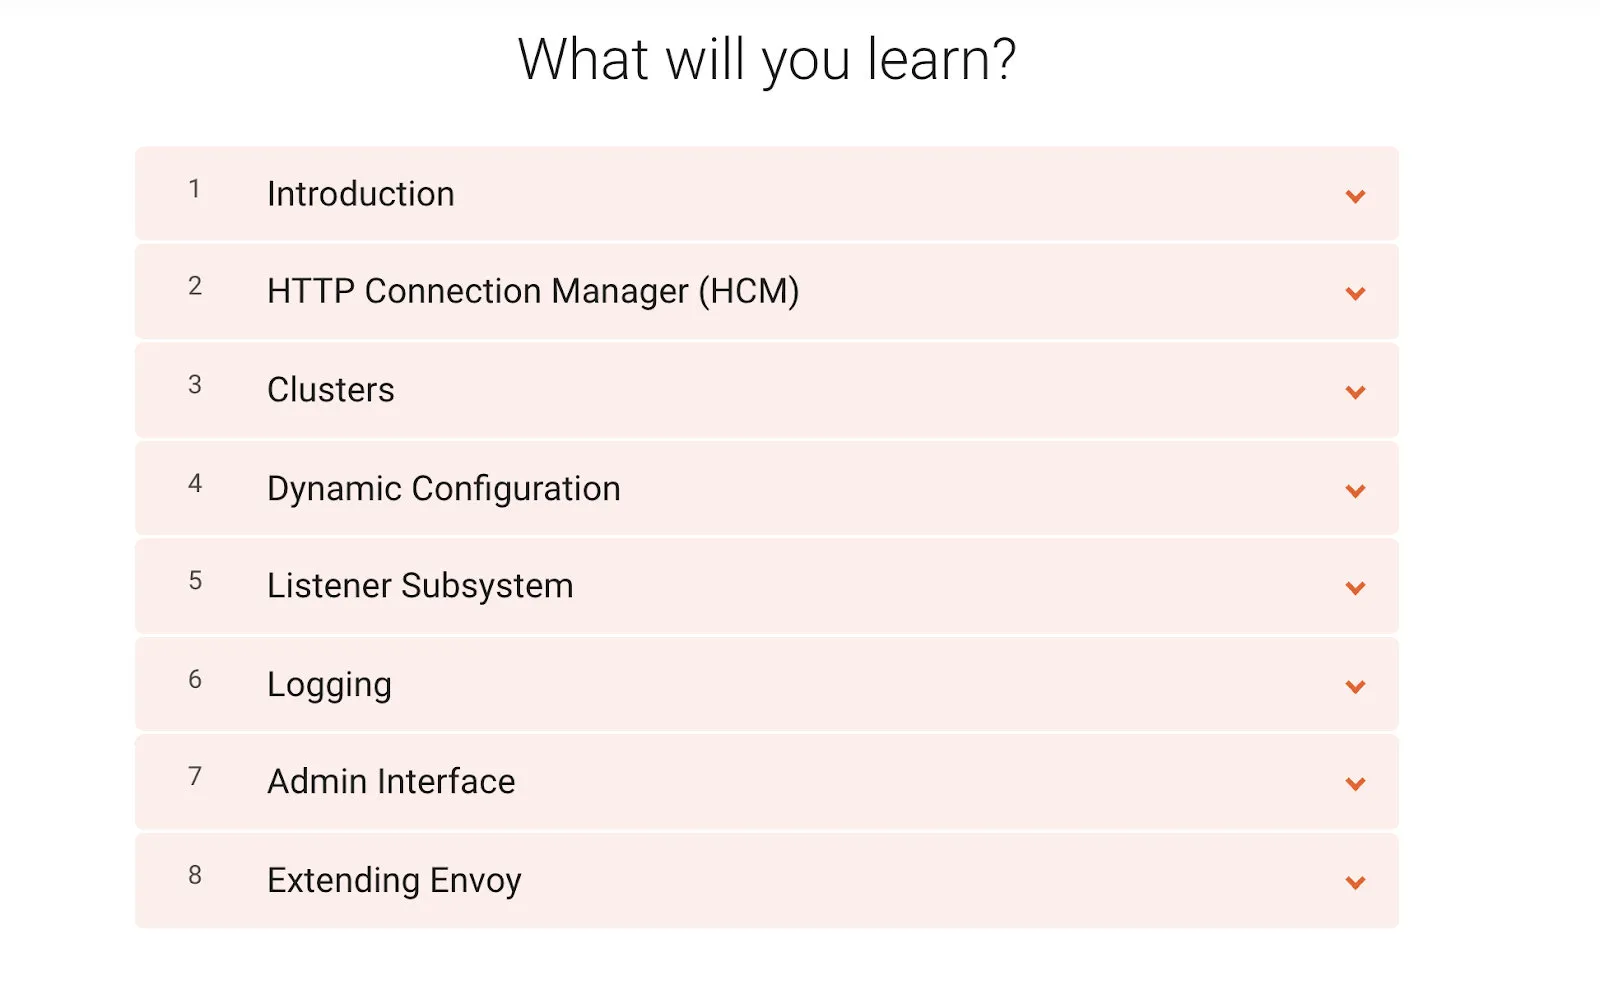 What will you learn?
1 Introduction
2 HTTP Connection Manager (HCM)
3 Clusters
4 Dynamic Configuration
5 Listener Subsystem
6 Logging
7 Admin Interface
8 Extending Envoy